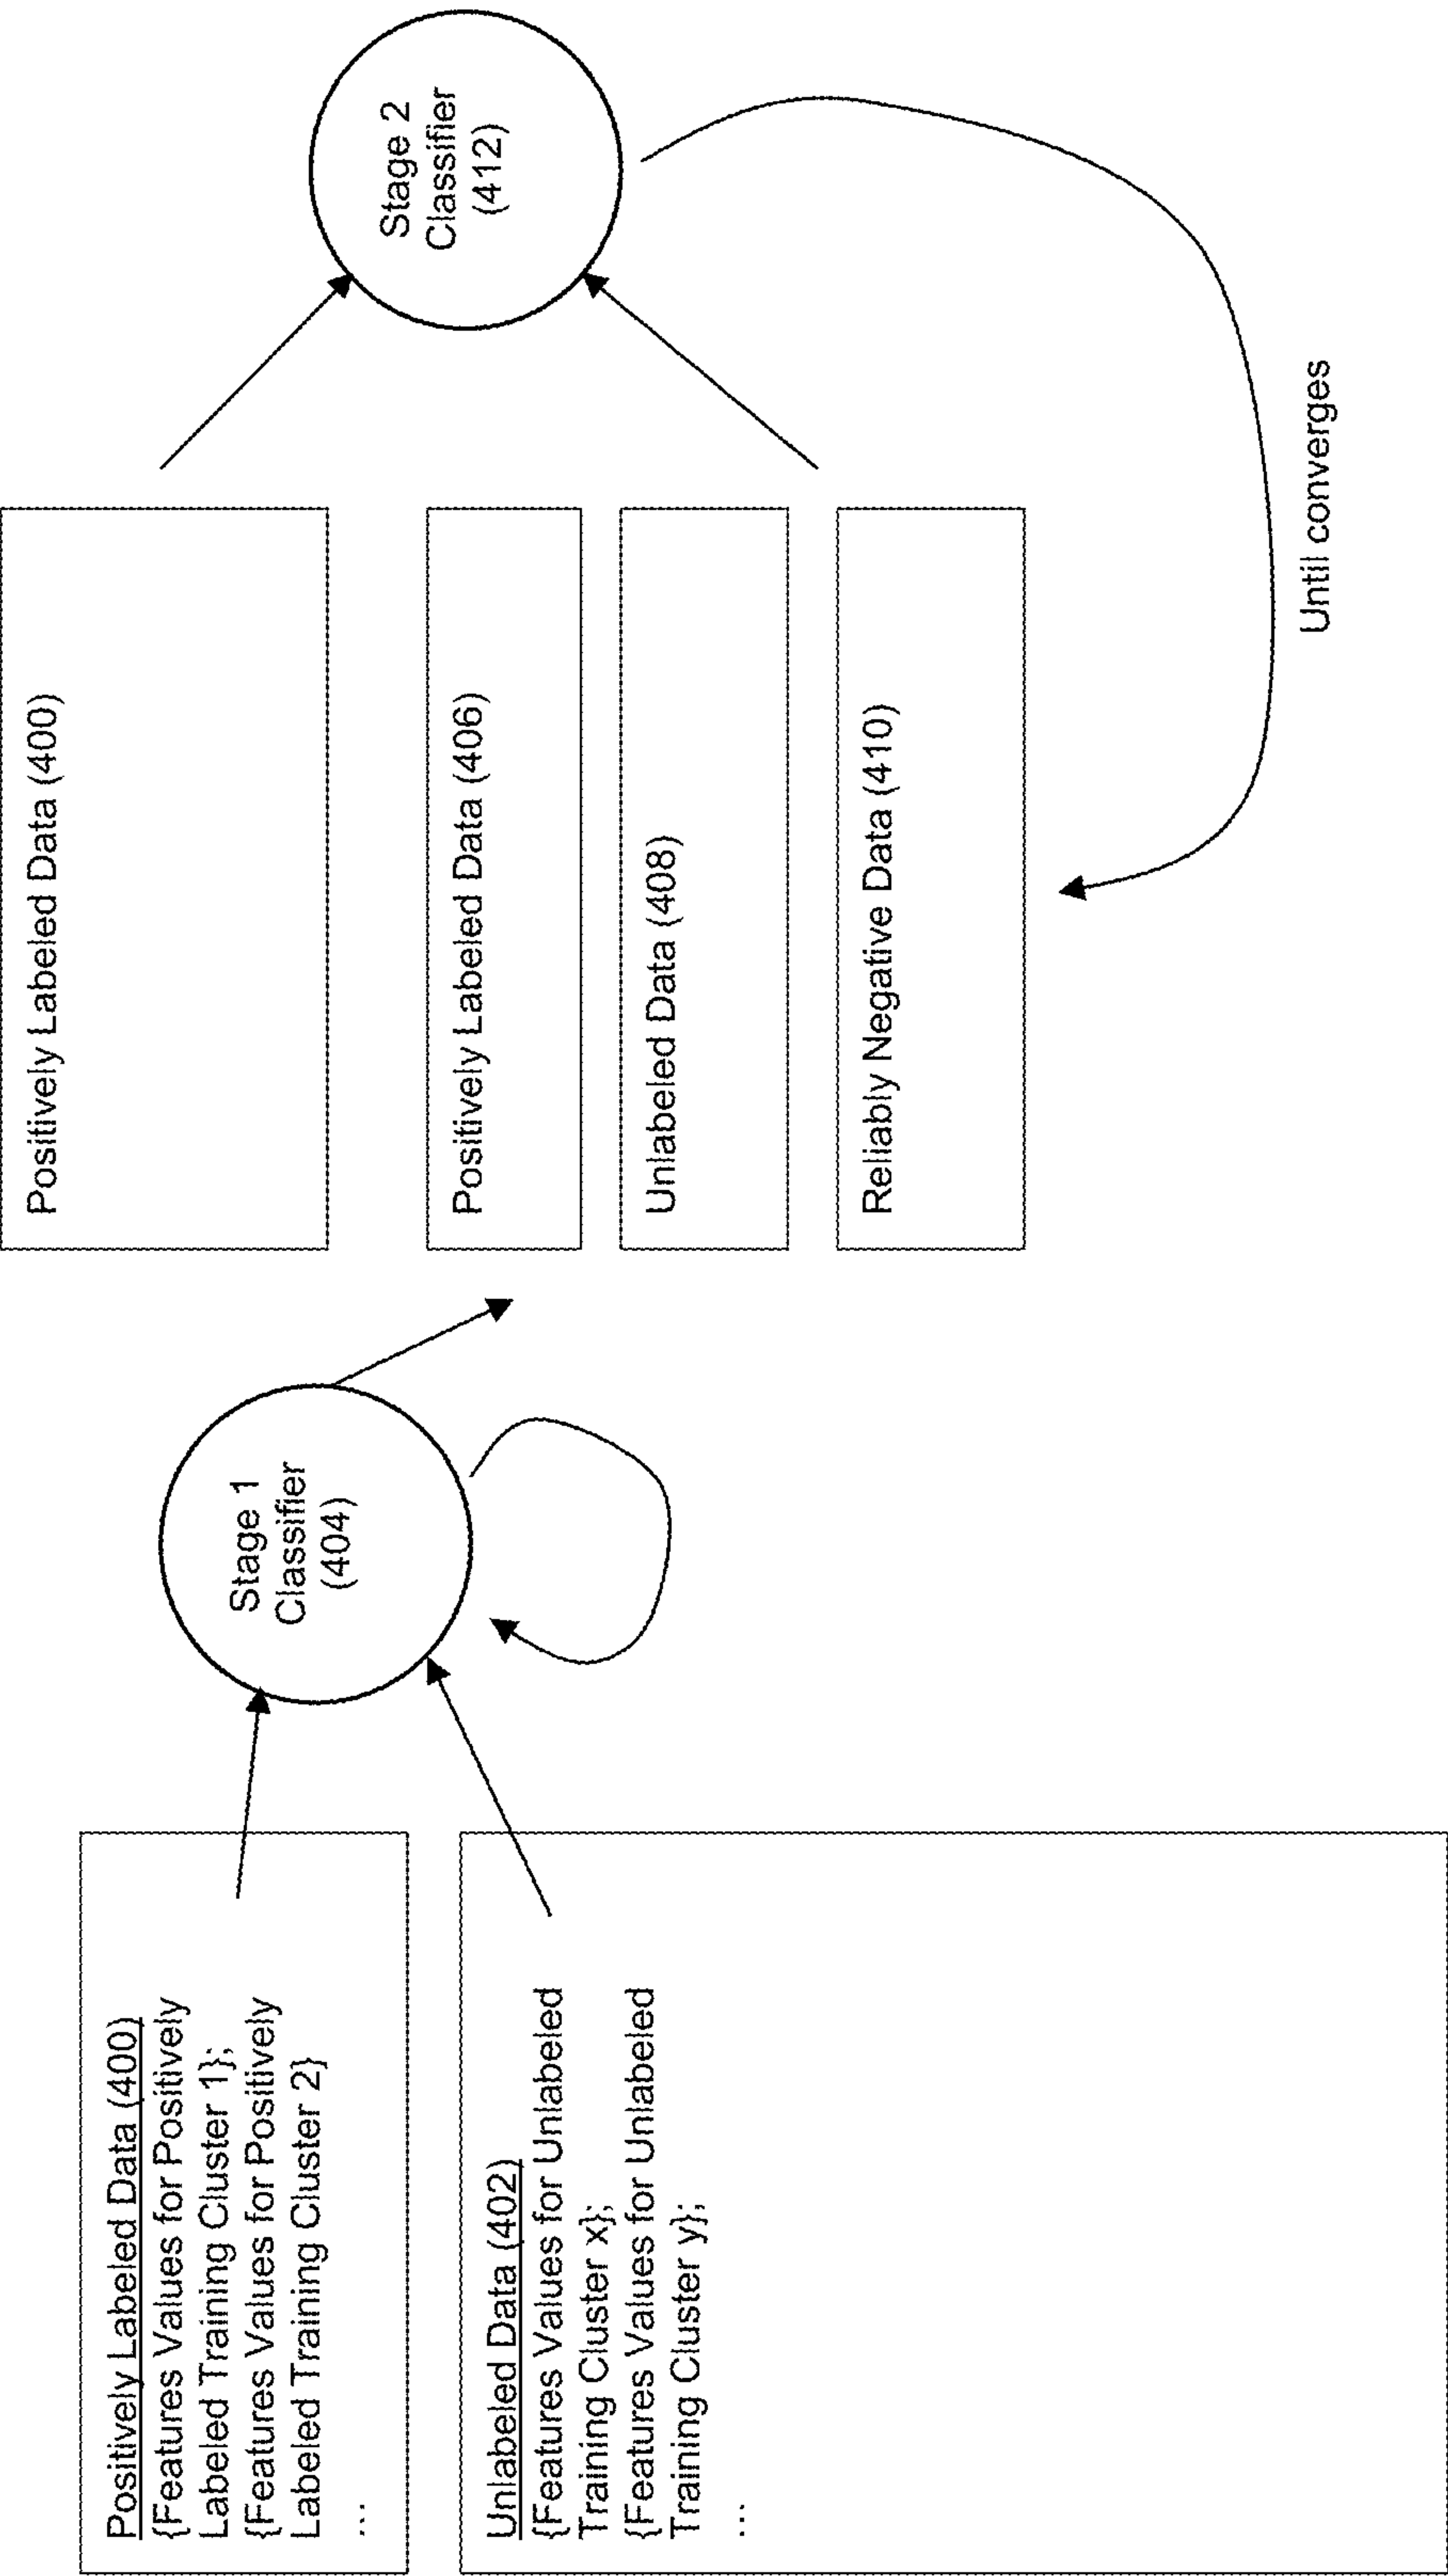 Positively Labeled Data (400)
{Features Values for Positively
Labeled Training Cluster 1};
{Features Values for Positively
Labeled Training Cluster 2}
...
Unlabeled Data (402)
{Features Values for Unlabeled
Training Cluster x};
{Features Values for Unlabeled
Training Cluster y};
...
Stage 1
Classifier
(404)
Positively Labeled Data (400)
Positively Labeled Data (406)
Unlabeled Data (408)
Reliably Negative Data (410)
Stage 2
Classifier
(412)
Until converges